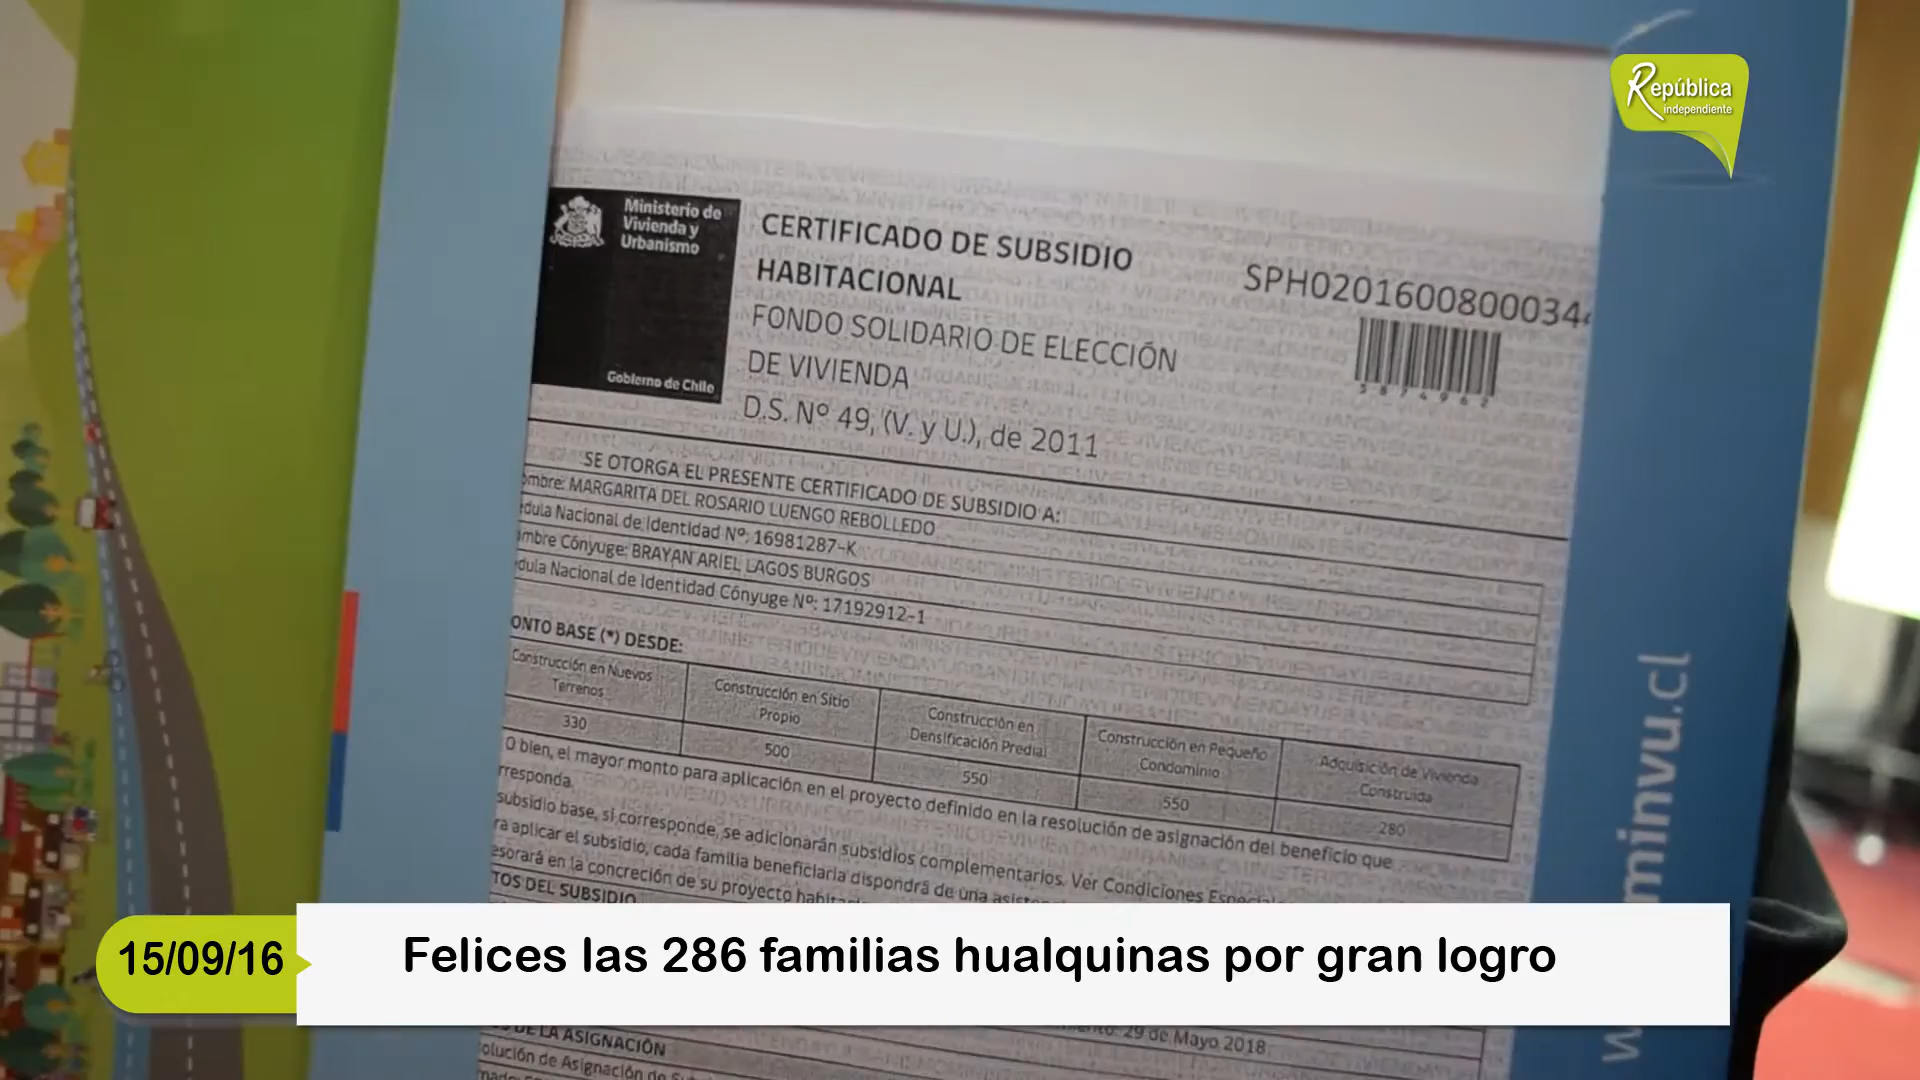 República
independiente
Ministerio de
Vivienda y
Urbanismo
Gobierno de Chile
CERTIFICADO DE SUBSIDIO
HABITACIONAL
FONDO SOLIDARIO DE ELECCIÓN
DE VIVIENDA
D.S. Nº 49, (V. y U.), de 2011
SPH02016008000344
3874962
SE OTORGA EL PRESENTE CERTIFICADO DE SUBSIDIO A:
ombre: MARGARITA DEL ROSARIO LUENGO REBOLLEDO
édula Nacional de Identidad Nº: 16981287-K
ombre Cónyuge: BRAYAN ARIEL LAGOS BURGOS
édula Nacional de Identidad Cónyuge Nº: 17192912-1
ONTO BASE (*) DESDE:
Construcción en Nuevos Terrenos
Construcción en Sitio Propio
Construcción en Densificación Predial
Construcción en Pequeño Condominio
Adquisición de Vivienda Construida
330 500 550 550 280
O bien, el mayor monto para aplicación en el proyecto definido en la resolución de asignación del beneficio que
rresponda.
subsidio base, si corresponde, se adicionarán subsidios complementarios. Ver Condiciones
ra aplicar el subsidio, cada familia beneficiaria dispondrá de una
esorará en la concreción de su proyecto
TOS DEL SUBSIDIO
www.minvu.cl
15/09/16
Felices las 286 familias hualquinas por gran logro
29 de Mayo 2018
DE LA ASIGNACIÓN
olución de Asignación de